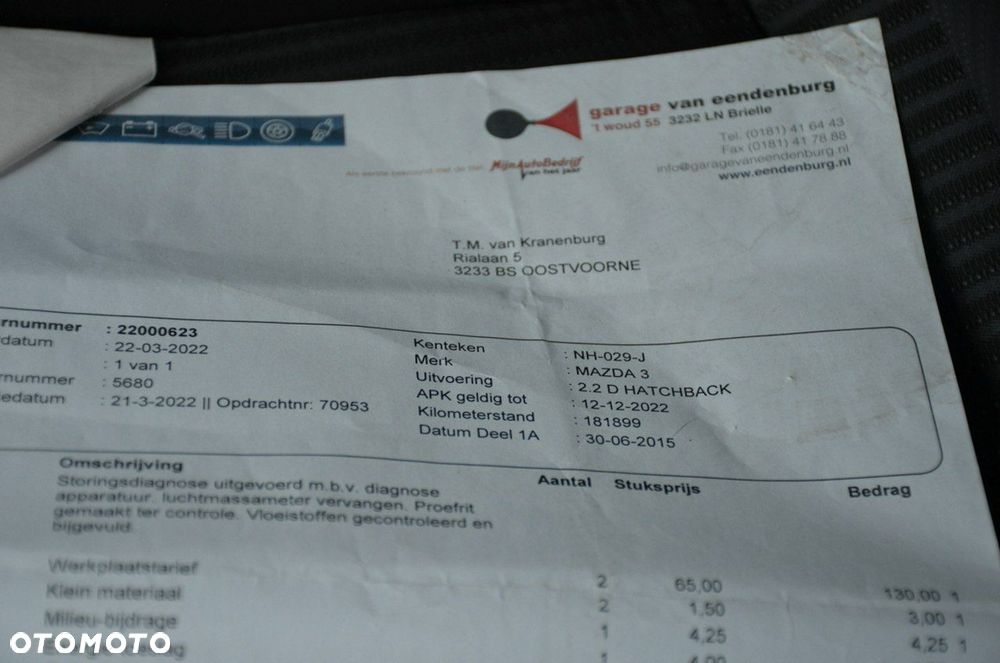 garage van eendenburg
't woud 55 3232 LN Brielle
Tel. (0181) 41 64 43
Fax (0181) 41 78 88
info@garagevaneendenburg.nl
www.eendenburg.nl
MijnAutoBedrijf
van het jaar
T.M. van Kranenburg
Rialaan 5
3233 BS OOSTVOORNE
rnummer : 22000623
datum : 22-03-2022
: 1 van 1
rnummer : 5680
edatum : 21-3-2022 || Opdrachtnr: 70953
Kenteken : NH-029-J
Merk : MAZDA 3
Uitvoering : 2.2 D HATCHBACK
APK geldig tot : 12-12-2022
Kilometerstand : 181899
Datum Deel 1A : 30-06-2015
Omschrijving Aantal Stuksprijs Bedrag
Storingsdiagnose uitgevoerd m.b.v. diagnose
apparatuur. luchtmassameter vervangen. Proefrit
gemaakt ter controle. Vloeistoffen gecontroleerd en
bijgevuld.
Werkplaatstarief 2 65,00 130,00 1
Klein materiaal 2 1,50 3,00 1
Milieu-bijdrage 1 4,25 4,25 1
1 4,00
OTOMOTO